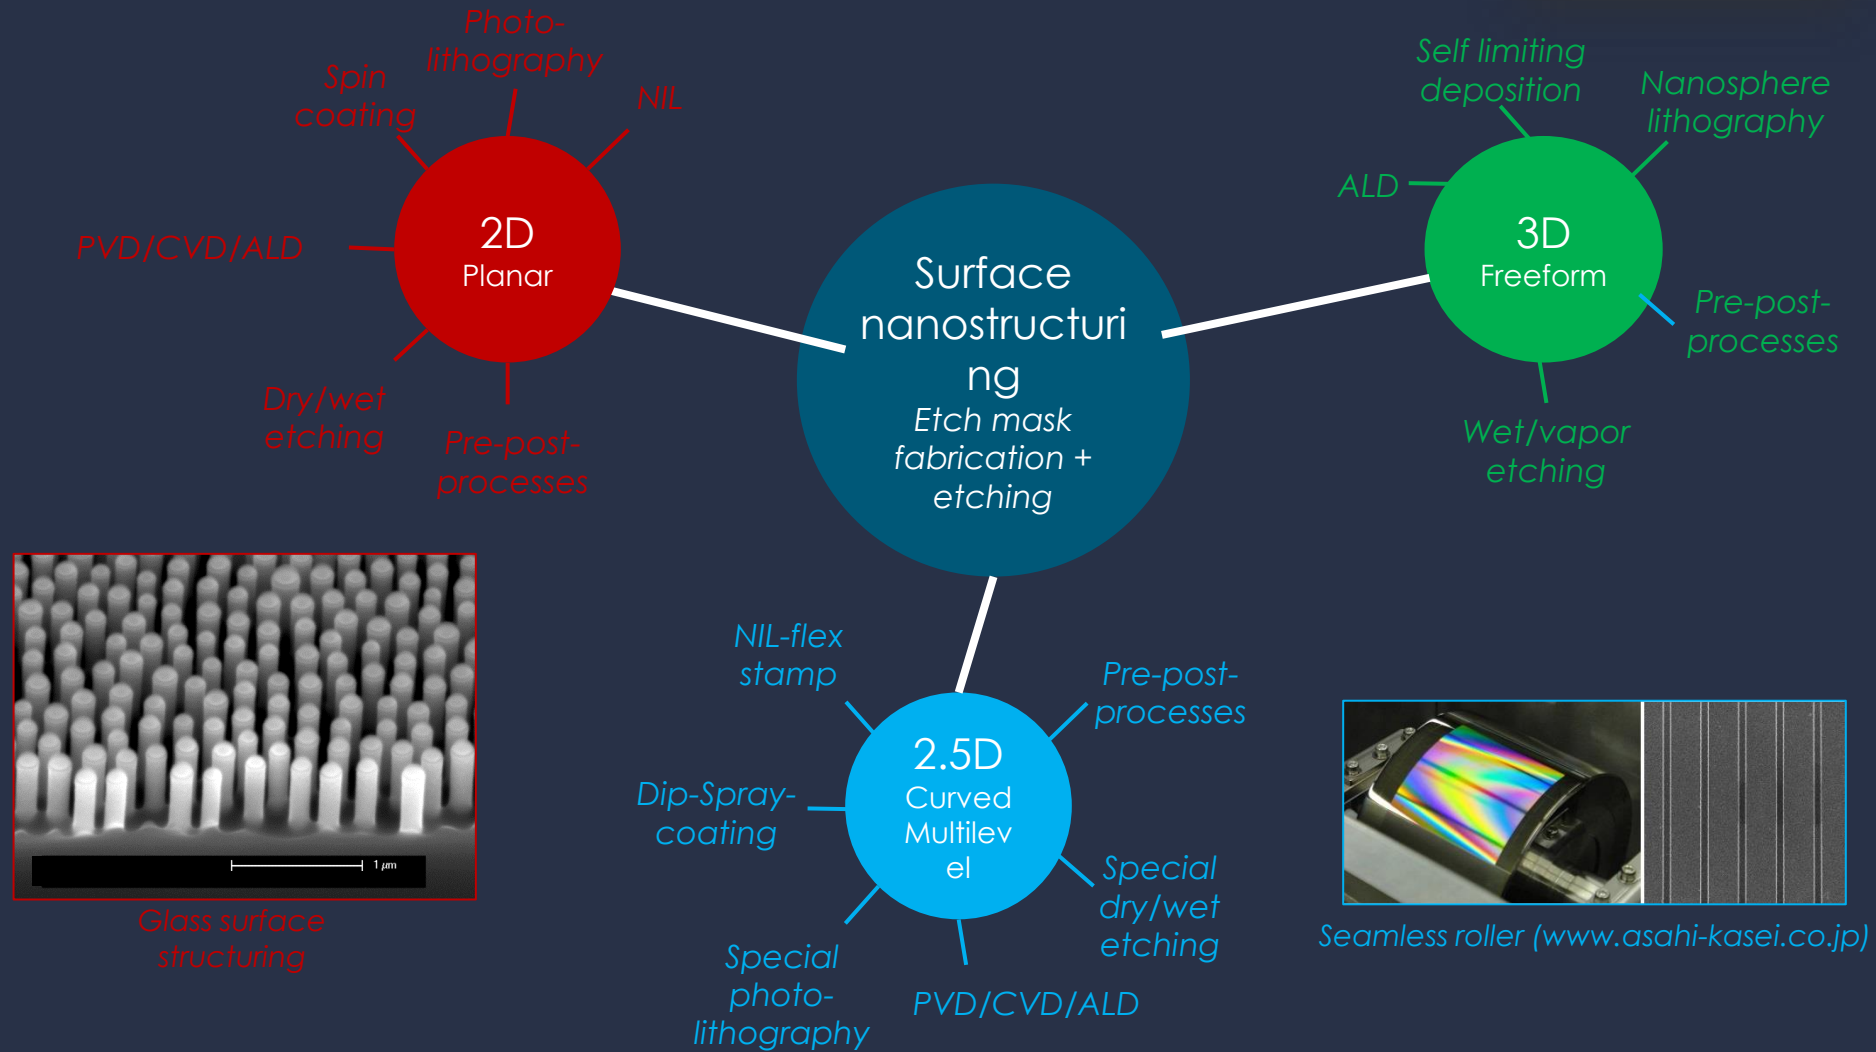 Photo-
lithography
Spin
coating
NIL
PVD/CVD/ALD
2D
Planar
Dry/wet
etching
Pre-post-
processes
Surface
nanostructuri
ng
Etch mask
fabrication +
etching
Self limiting
deposition
Nanosphere
lithography
ALD
3D
Freeform
Pre-post-
processes
Wet/vapor
etching
1 µm
Glass surface
structuring
NIL-flex
stamp
Pre-post-
processes
2.5D
Curved
Multilev
el
Dip-Spray-
coating
Special
dry/wet
etching
Special
photo-
lithography
PVD/CVD/ALD
Seamless roller (www.asahi-kasei.co.jp)